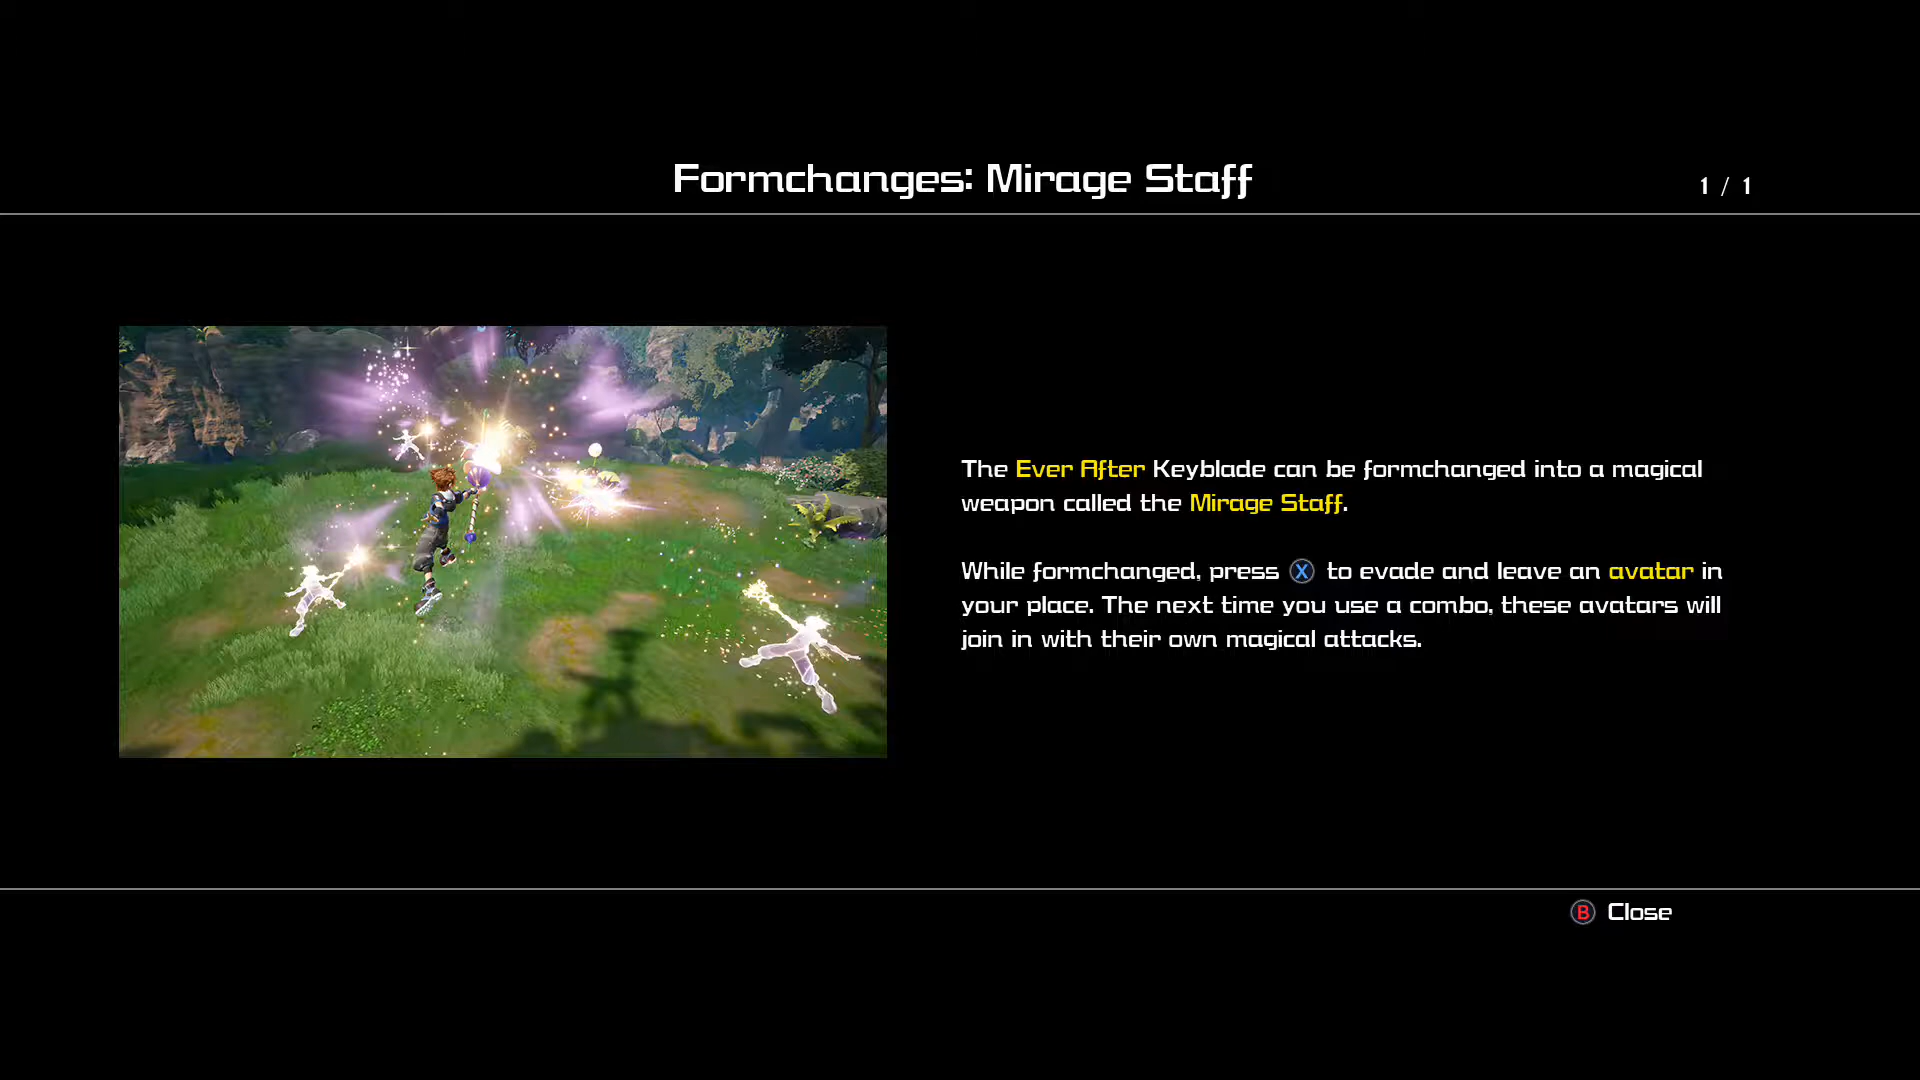 Formchanges: Mirage Staff
1 / 1
The Ever After Keyblade can be formchanged into a magical
weapon called the Mirage Staff.
While formchanged, press X to evade and leave an avatar in
your place. The next time you use a combo, these avatars will
join in with their own magical attacks.
B Close